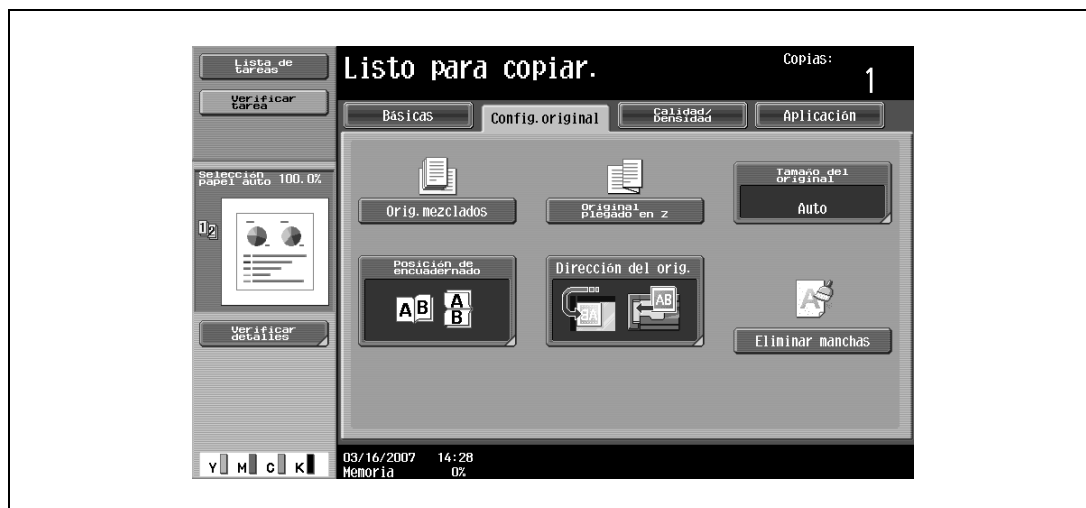 Lista de
tareas
Verificar
tarea
Selección
papel auto 100.0%
1 2
Verificar
detalles
Y M C K
Listo para copiar.
Copias:
1
Básicas
Config.original
Calidad/
Densidad
Aplicación
Orig.mezclados
Original
plegado en z
Tamaño del
original
Auto
Posición de
encuadernado
A B
A
B
Dirección del orig.
AB
AB
A
Eliminar manchas
03/16/2007 14:28
Memoria 0%